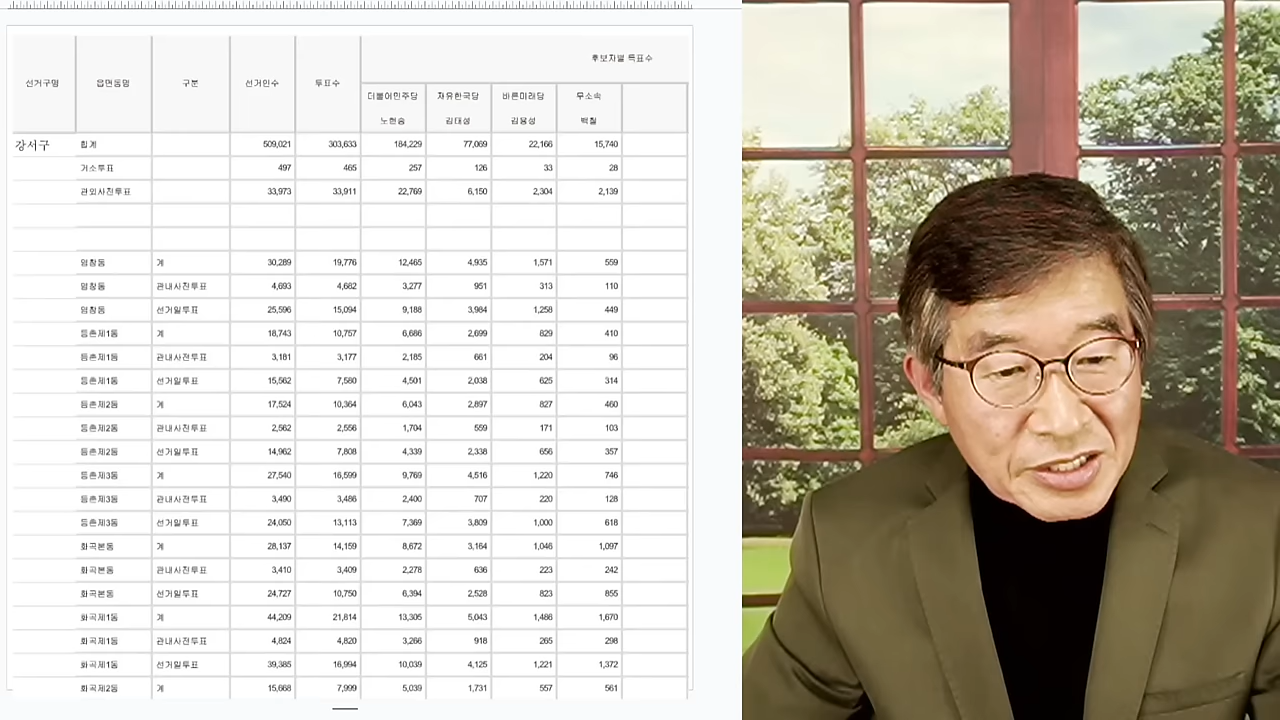 후보자별 득표수
선거구명 읍면동명 구분 선거인수 투표수
더불어민주당 자유한국당 바른미래당 무소속
노현송 김태성 김용성 백철
강서구 합계 509,021 303,633 184,229 77,069 22,166 15,740
거소투표 497 465 257 126 33 28
관외사전투표 33,973 33,911 22,769 6,150 2,304 2,139
염창동 계 30,289 19,776 12,465 4,935 1,571 559
염창동 관내사전투표 4,693 4,682 3,277 951 313 110
염창동 선거일투표 25,596 15,094 9,188 3,984 1,258 449
등촌제1동 계 18,743 10,757 6,686 2,699 829 410
등촌제1동 관내사전투표 3,181 3,177 2,185 661 204 96
등촌제1동 선거일투표 15,562 7,580 4,501 2,038 625 314
등촌제2동 계 17,524 10,364 6,043 2,897 827 460
등촌제2동 관내사전투표 2,562 2,556 1,704 559 171 103
등촌제2동 선거일투표 14,962 7,808 4,339 2,338 656 357
등촌제3동 계 27,540 16,599 9,769 4,516 1,220 746
등촌제3동 관내사전투표 3,490 3,486 2,400 707 220 128
등촌제3동 선거일투표 24,050 13,113 7,369 3,809 1,000 618
화곡본동 계 28,137 14,159 8,672 3,164 1,046 1,097
화곡본동 관내사전투표 3,410 3,409 2,278 636 223 242
화곡본동 선거일투표 24,727 10,750 6,394 2,528 823 855
화곡제1동 계 44,209 21,814 13,305 5,043 1,486 1,670
화곡제1동 관내사전투표 4,824 4,820 3,266 918 265 298
화곡제1동 선거일투표 39,385 16,994 10,039 4,125 1,221 1,372
화곡제2동 계 15,668 7,999 5,039 1,731 557 561